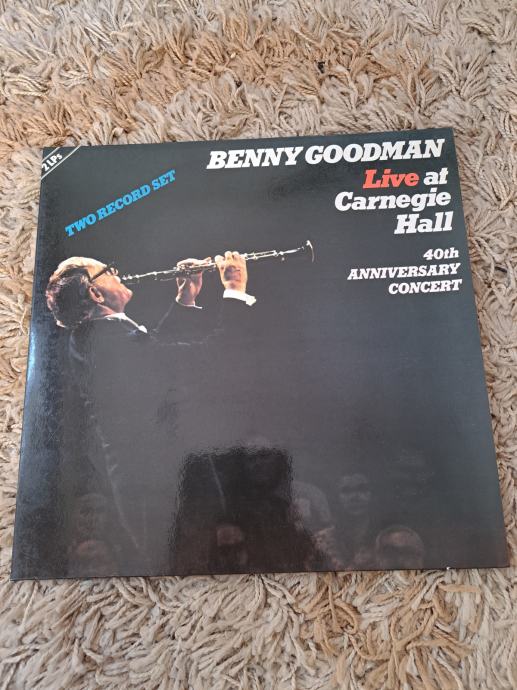 2 LPs
TWO RECORD SET
BENNY GOODMAN
Live at
Carnegie
Hall
40th
ANNIVERSARY
CONCERT